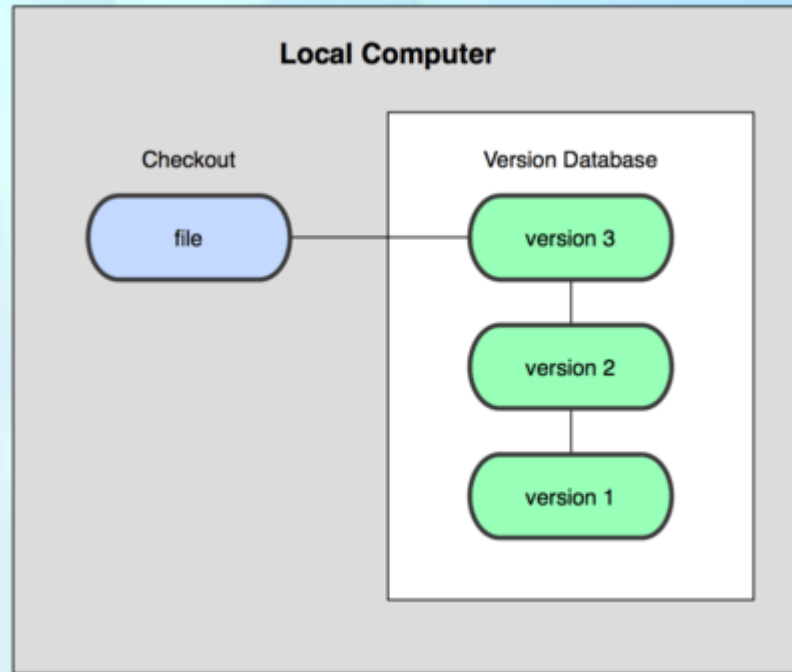 Local Computer
Checkout
Version Database
file
version 3
version 2
version 1